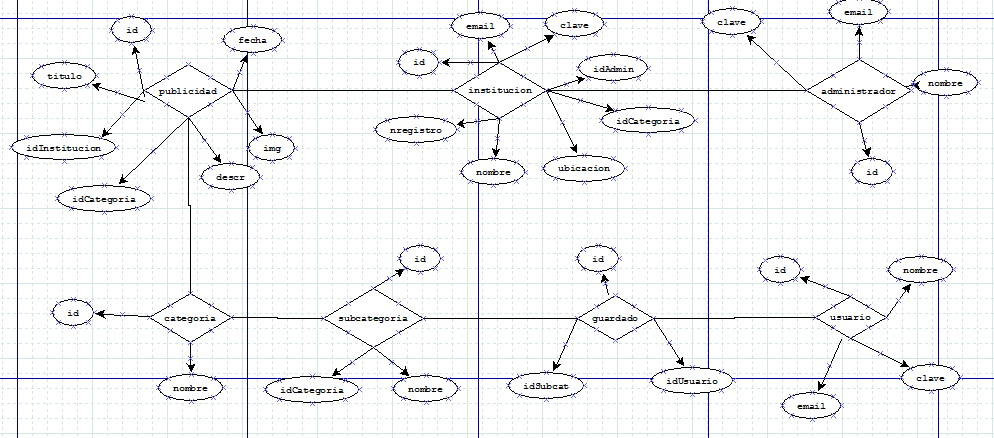 id
fecha
titulo
publicidad
idInstitucion
img
descr
idCategoria
email
clave
id
idAdmin
institucion
idCategoria
nregistro
nombre
ubicacion
clave
email
administrador
nombre
id
id
categoria
nombre
id
subcategoria
idCategoria
nombre
id
guardado
idSubcat
idUsuario
id
nombre
usuario
clave
email